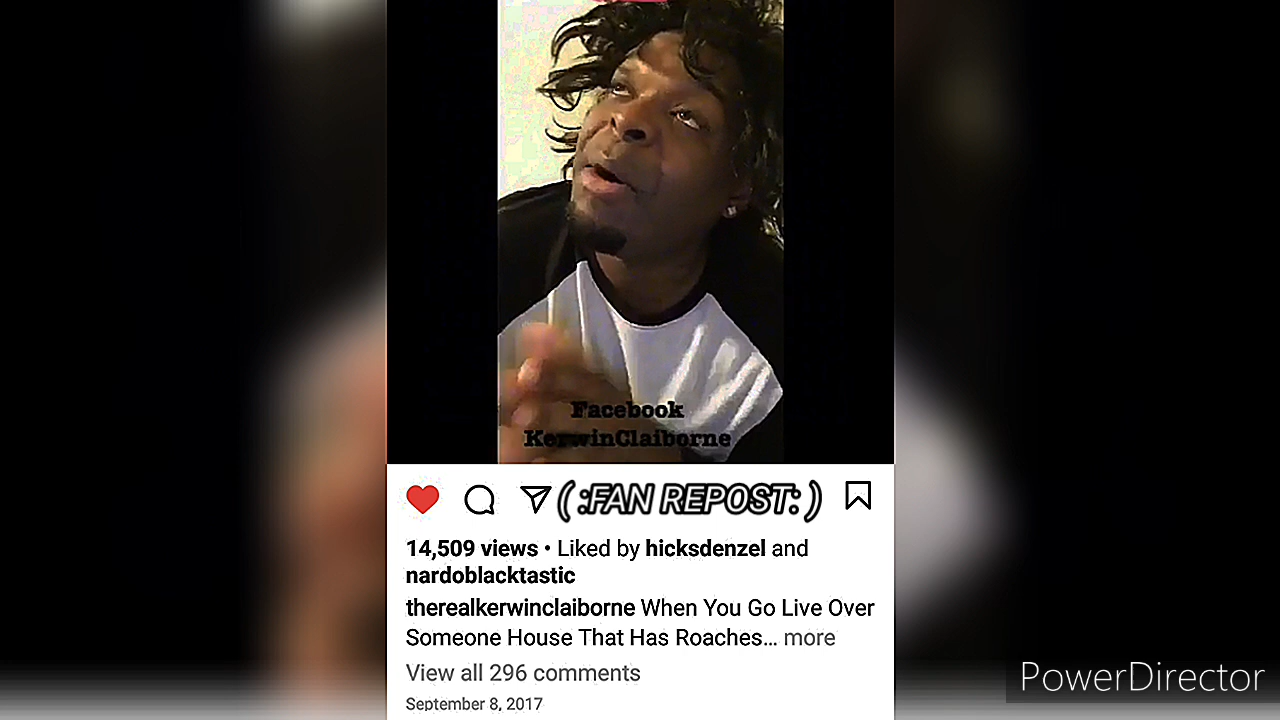 Facebook
KerwinClaiborne
( :FAN REPOST: )
14,509 views • Liked by hicksdenzel and
nardoblacktastic
therealkerwinclaiborne When You Go Live Over
Someone House That Has Roaches... more
View all 296 comments
September 8, 2017
PowerDirector